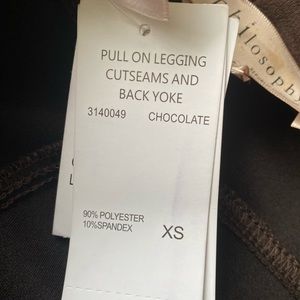 PULL ON LEGGING
CUTSEAMS AND
BACK YOKE
3140049 CHOCOLATE
90% POLYESTER
10%SPANDEX
XS